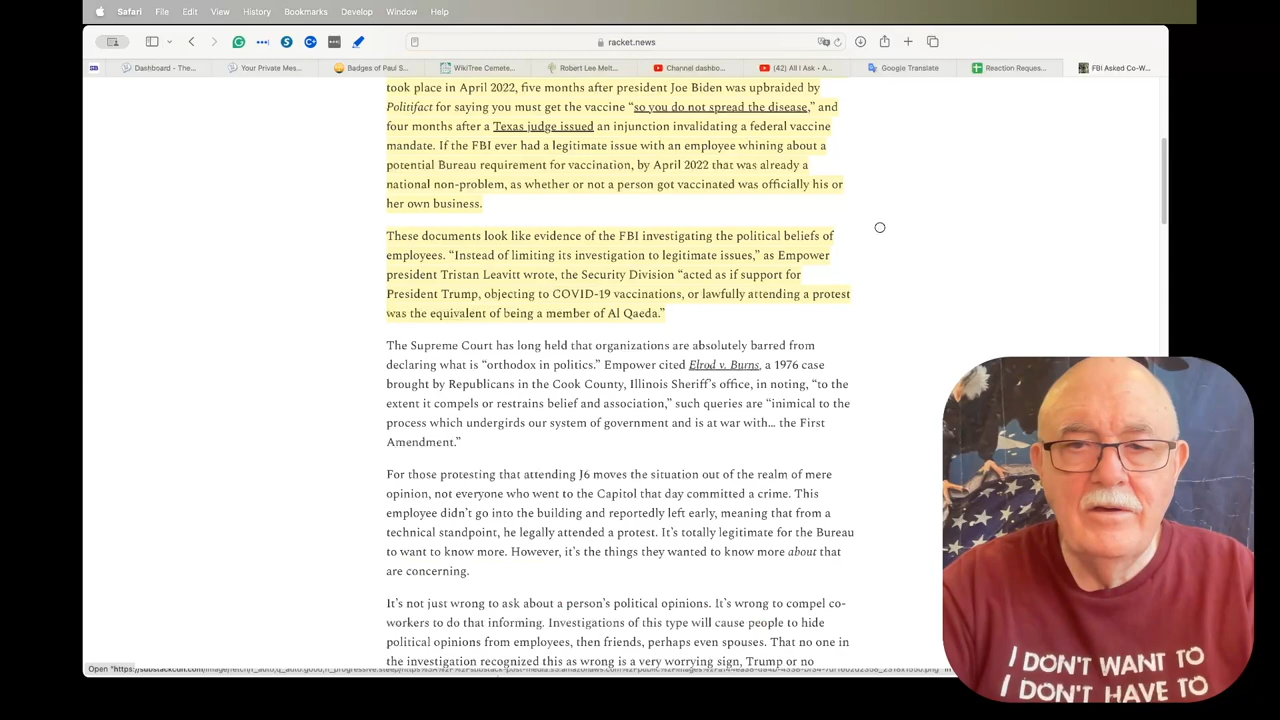 Safari File Edit View History Bookmarks Develop Window Help
racket.news
SB Dashboard - The... Your Private Mes... Badges of Paul S... WikiTree Cemete... Robert Lee Melt... Channel dashbo... (42) All I Ask • A... Google Translate Reaction Reques... FBI Asked Co-W...
took place in April 2022, five months after president Joe Biden was upbraided by
Politifact for saying you must get the vaccine “so you do not spread the disease,” and
four months after a Texas judge issued an injunction invalidating a federal vaccine
mandate. If the FBI ever had a legitimate issue with an employee whining about a
potential Bureau requirement for vaccination, by April 2022 that was already a
national non-problem, as whether or not a person got vaccinated was officially his or
her own business.
These documents look like evidence of the FBI investigating the political beliefs of
employees. “Instead of limiting its investigation to legitimate issues,” as Empower
president Tristan Leavitt wrote, the Security Division “acted as if support for
President Trump, objecting to COVID-19 vaccinations, or lawfully attending a protest
was the equivalent of being a member of Al Qaeda.”
The Supreme Court has long held that organizations are absolutely barred from
declaring what is “orthodox in politics.” Empower cited Elrod v. Burns, a 1976 case
brought by Republicans in the Cook County, Illinois Sheriff’s office, in noting, “to the
extent it compels or restrains belief and association,” such queries are “inimical to the
process which undergirds our system of government and is at war with… the First
Amendment.”
For those protesting that attending J6 moves the situation out of the realm of mere
opinion, not everyone who went to the Capitol that day committed a crime. This
employee didn’t go into the building and reportedly left early, meaning that from a
technical standpoint, he legally attended a protest. It’s totally legitimate for the Bureau
to want to know more. However, it’s the things they wanted to know more about that
are concerning.
It’s not just wrong to ask about a person’s political opinions. It’s wrong to compel co-
workers to do that informing. Investigations of this type will cause people to hide
political opinions from employees, then friends, perhaps even spouses. That no one in
the investigation recognized this as wrong is a very worrying sign, Trump or no
Open
I DON'T WANT TO
I DON'T HAVE TO